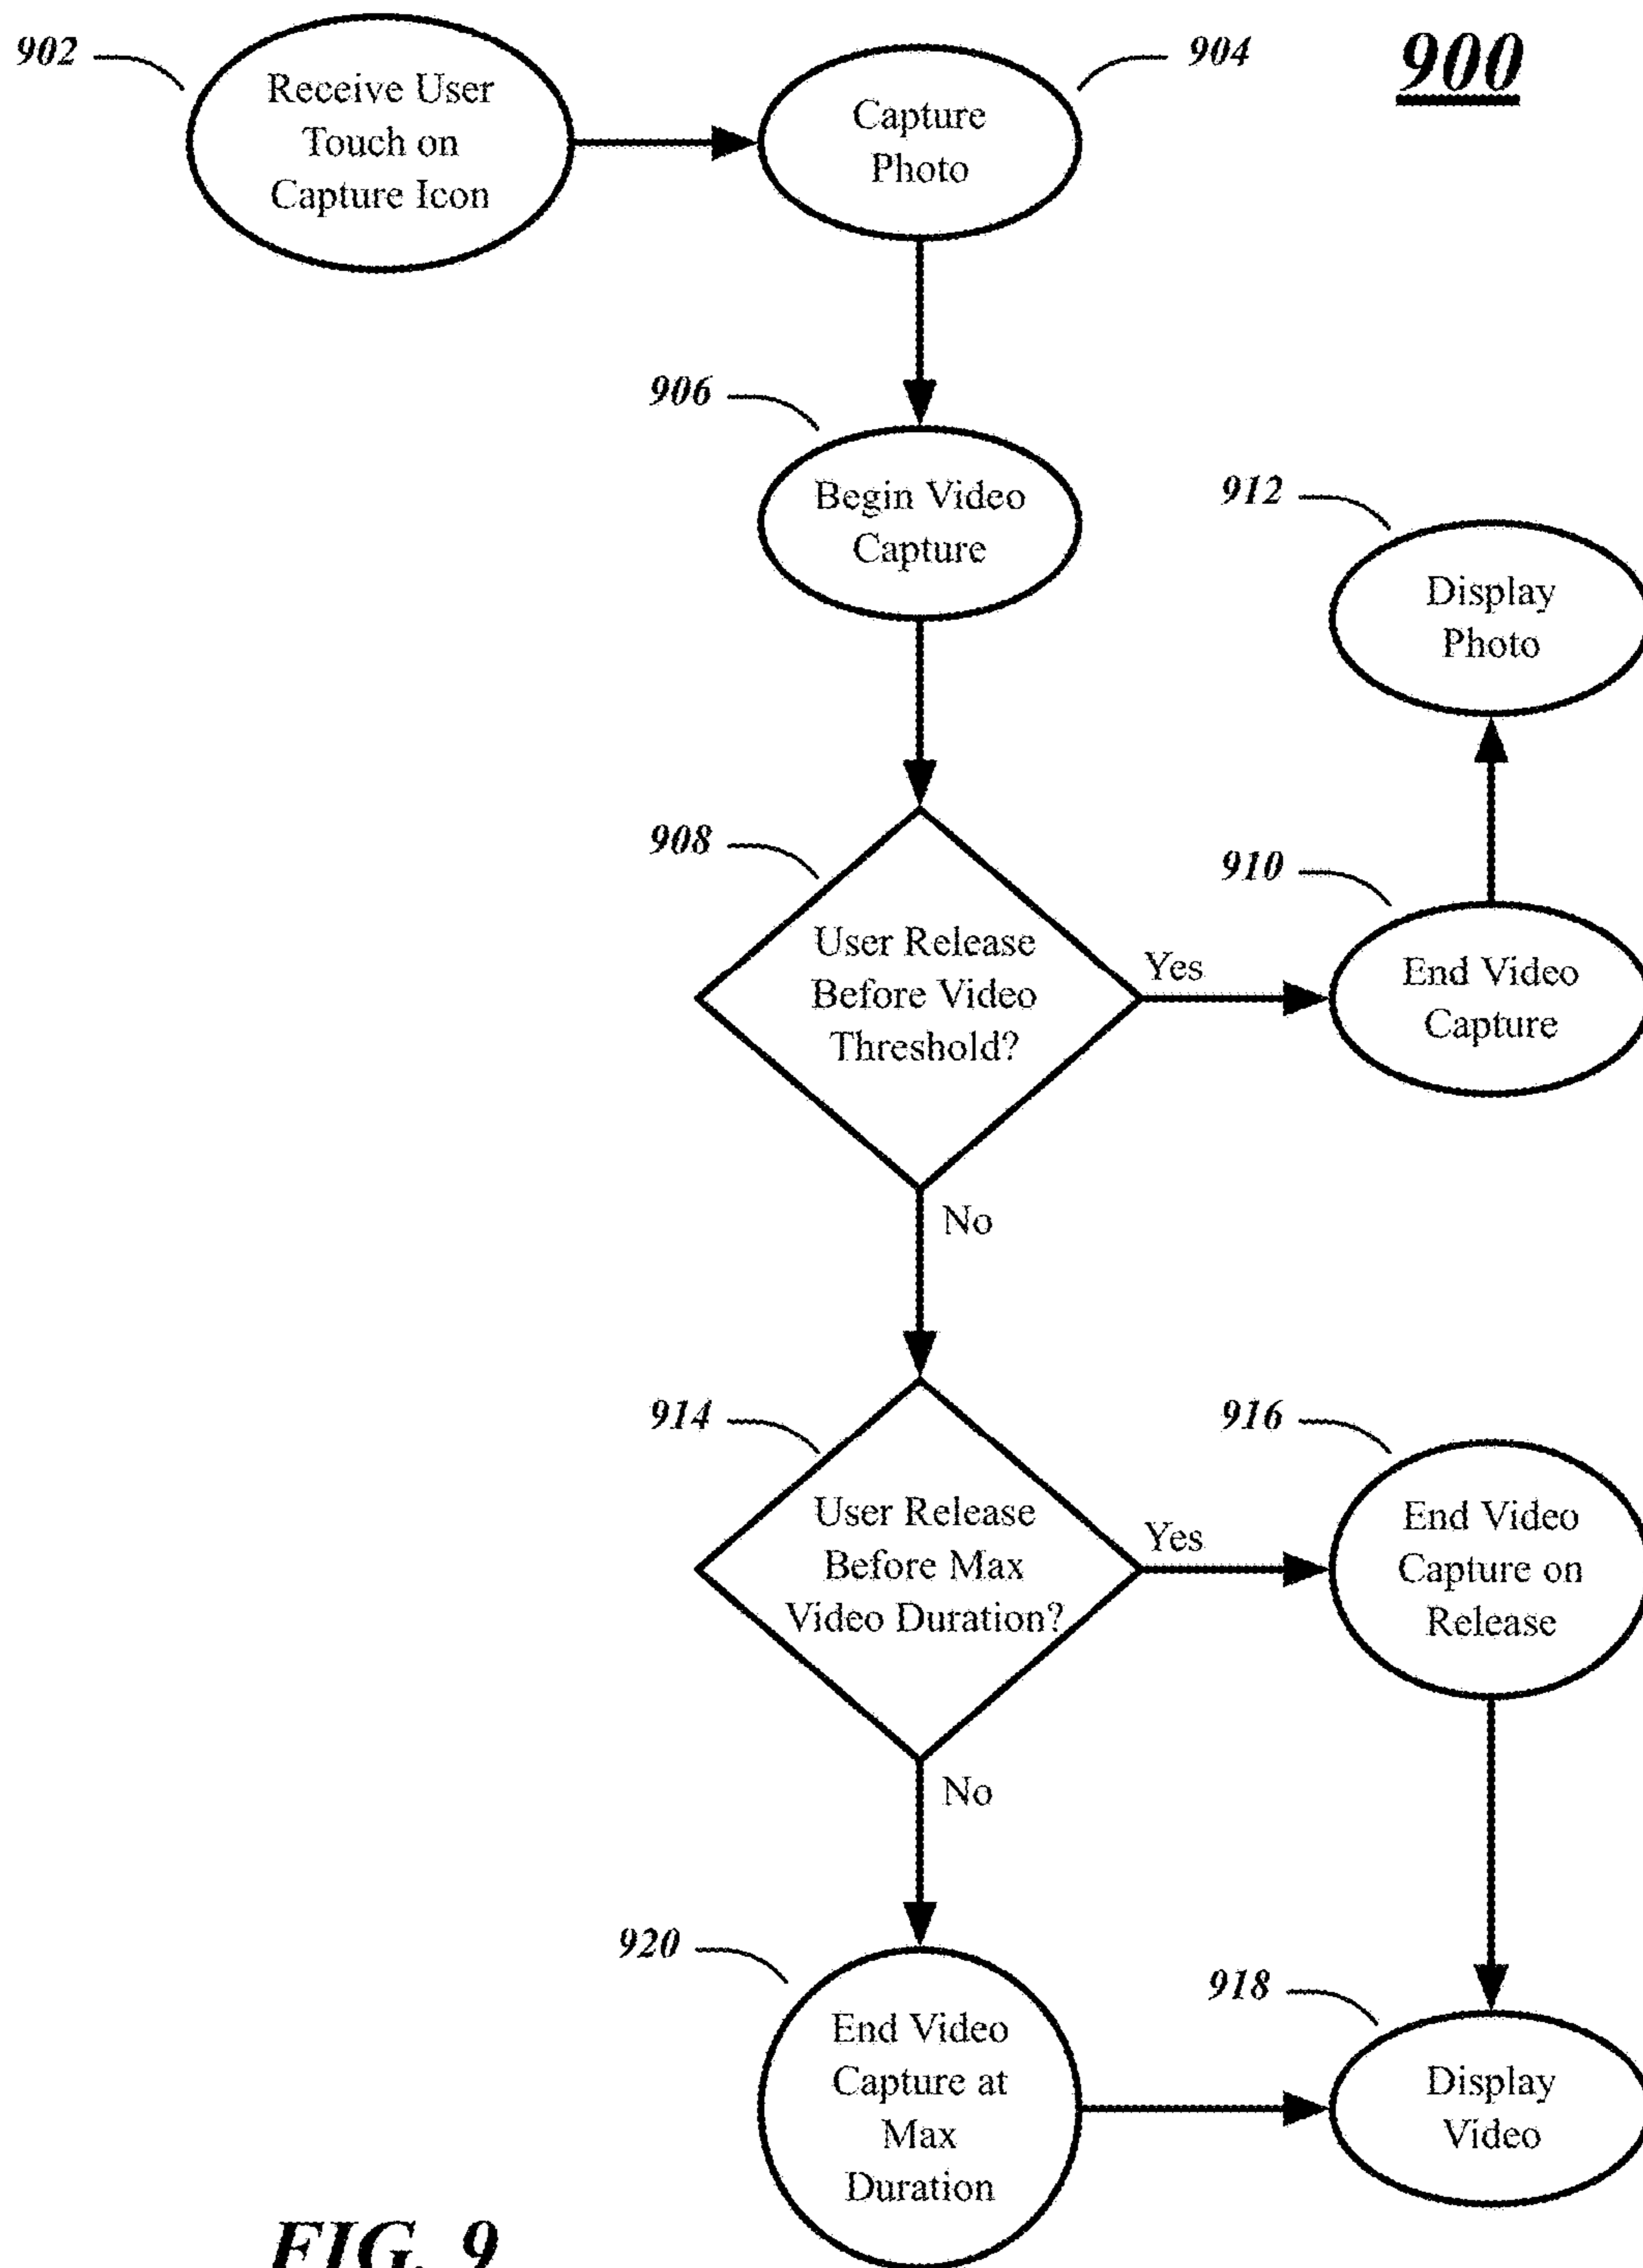 900
902
Receive User
Touch on
Capture Icon
904
Capture
Photo
906
Begin Video
Capture
912
Display
Photo
908
User Release
Before Video
Threshold?
Yes
910
End Video
Capture
No
914
User Release
Before Max
Video Duration?
Yes
916
End Video
Capture on
Release
No
920
End Video
Capture at
Max
Duration
918
Display
Video
FIG. 9